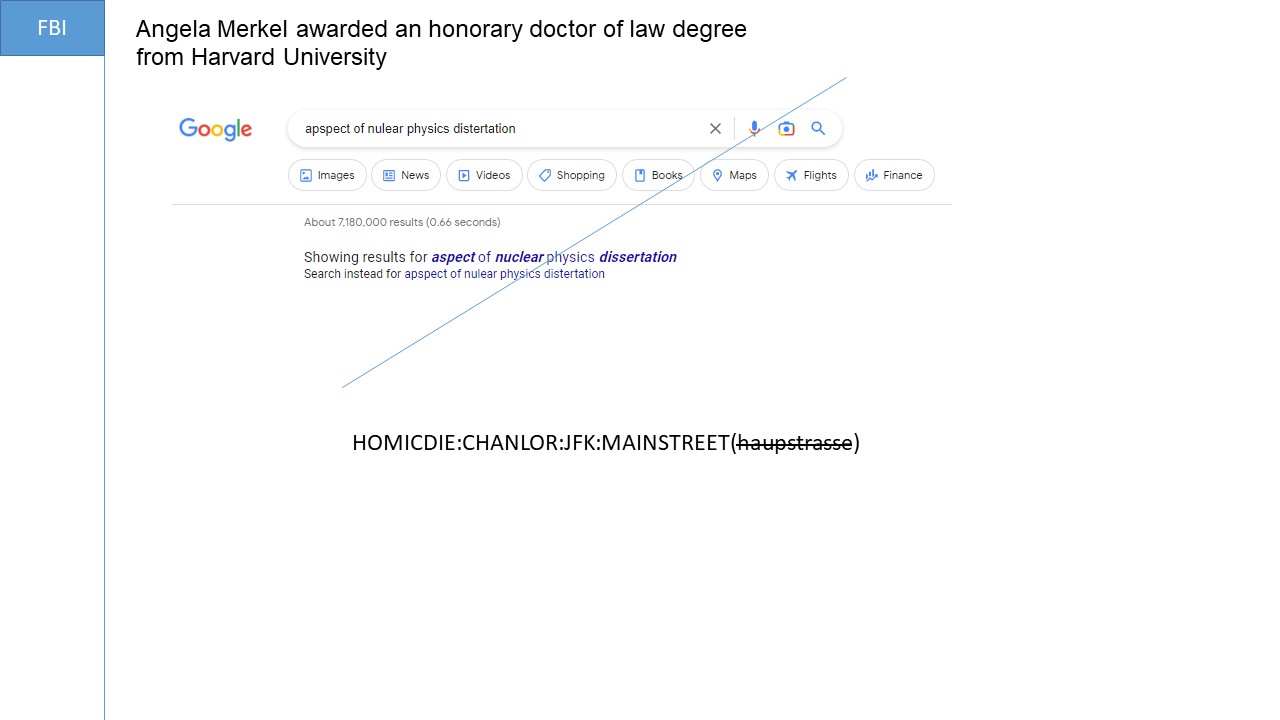 FBI
Angela Merkel awarded an honorary doctor of law degree
from Harvard University
Google
apspect of nulear physics distertation
Images News Videos Shopping Books Maps Flights Finance
About 7,180,000 results (0.66 seconds)
Showing results for aspect of nuclear physics dissertation
Search instead for apspect of nulear physics distertation
HOMICDIE:CHANLOR:JFK:MAINSTREET(haupstrasse)